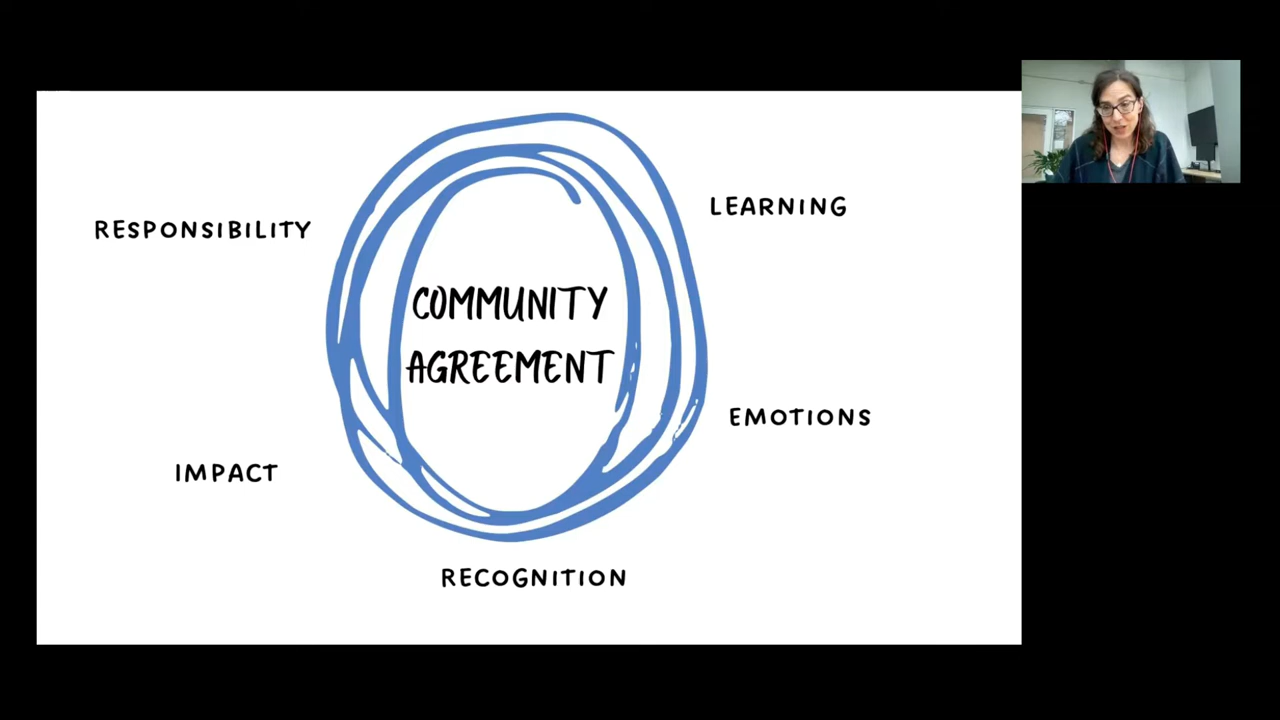 RESPONSIBILITY
LEARNING
COMMUNITY
AGREEMENT
EMOTIONS
IMPACT
RECOGNITION